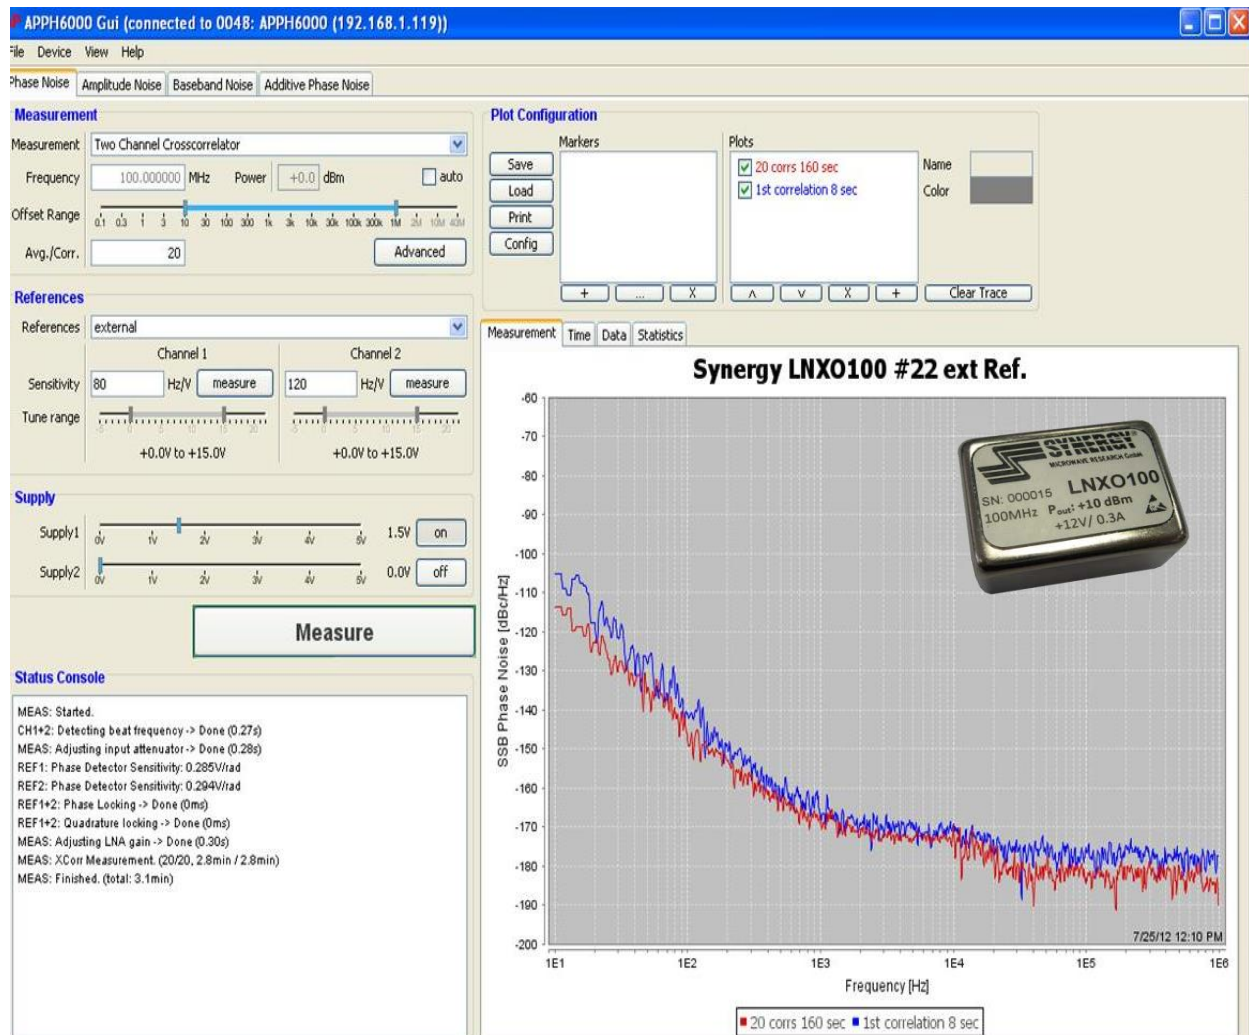 APPH6000 Gui (connected to 0048: APPH6000 (192.168.1.119))
File Device View Help
Phase Noise Amplitude Noise Baseband Noise Additive Phase Noise
Measurement
Measurement Two Channel Crosscorrelator
Frequency 100.000000 MHz Power +0.0 dBm auto
Offset Range
0.1 0.3 1 3 10 30 100 300 1k 3k 10k 30k 100k 300k 1M 2M 10M 40M
Avg./Corr. 20 Advanced
References
References external
Channel 1 Channel 2
Sensitivity 80 Hz/V measure 120 Hz/V measure
Tune range
-5 0 5 10 15 20 -5 0 5 10 15 20
+0.0V to +15.0V +0.0V to +15.0V
Supply
Supply1 0V 1V 2V 3V 4V 5V 1.5V on
Supply2 0V 1V 2V 3V 4V 5V 0.0V off
Measure
Status Console
MEAS: Started.
CH1+2: Detecting beat frequency -> Done (0.27s)
MEAS: Adjusting input attenuator -> Done (0.28s)
REF1: Phase Detector Sensitivity: 0.285V/rad
REF2: Phase Detector Sensitivity: 0.294V/rad
REF1+2: Phase Locking -> Done (0ms)
REF1+2: Quadrature locking -> Done (0ms)
MEAS: Adjusting LNA gain -> Done (0.30s)
MEAS: XCorr Measurement. (20/20, 2.8min / 2.8min)
MEAS: Finished. (total: 3.1min)
Plot Configuration
Markers Plots
Save
Load
Print
Config
20 corrs 160 sec
1st correlation 8 sec
Name
Color
+ ... X ^ v X + Clear Trace
Measurement Time Data Statistics
Synergy LNXO100 #22 ext Ref.
SYNERGY®
MICROWAVE RESEARCH GmbH
SN: 000015 LNXO100
100MHz Pout: +10 dBm
+12V/ 0.3A
SSB Phase Noise [dBc/Hz]
-60
-70
-80
-90
-100
-110
-120
-130
-140
-150
-160
-170
-180
-190
-200
7/25/12 12:10 PM
1E1 1E2 1E3 1E4 1E5 1E6
Frequency [Hz]
20 corrs 160 sec 1st correlation 8 sec